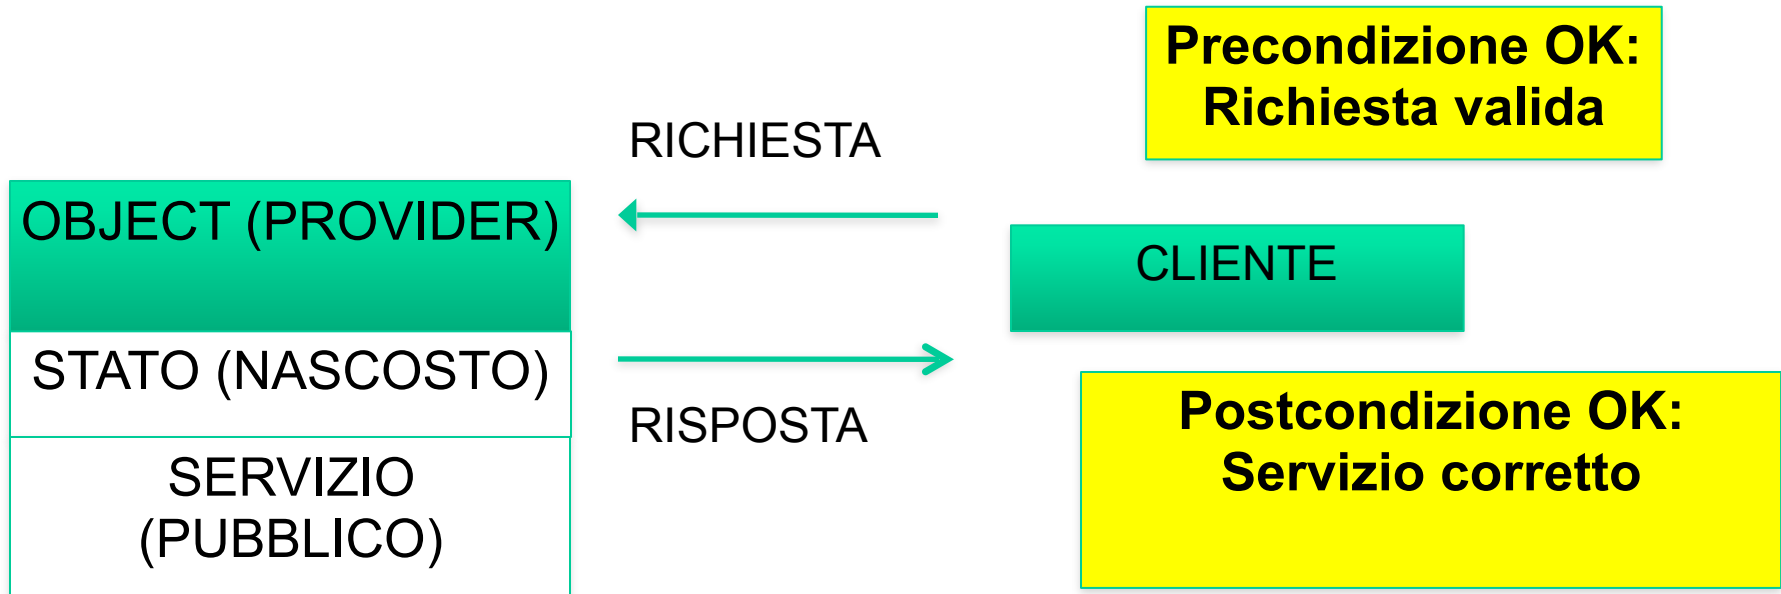 Precondizione OK:
Richiesta valida
RICHIESTA
OBJECT (PROVIDER)
CLIENTE
STATO (NASCOSTO)
RISPOSTA
Postcondizione OK:
Servizio corretto
SERVIZIO
(PUBBLICO)